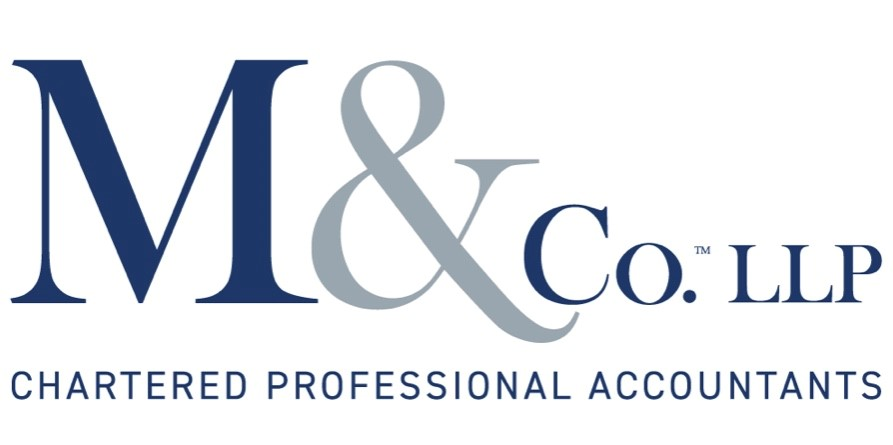 M&Co.™ LLP
CHARTERED PROFESSIONAL ACCOUNTANTS